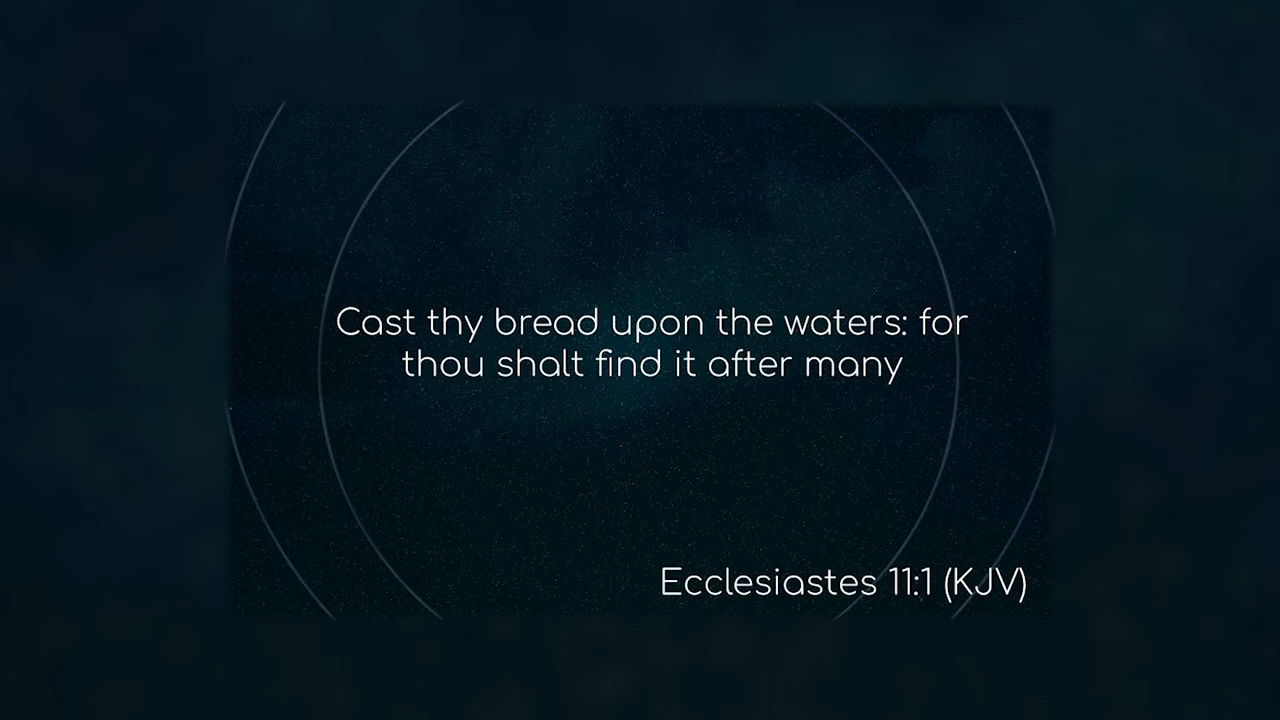 Cast thy bread upon the waters: for
thou shalt find it after many
Ecclesiastes 11:1 (KJV)